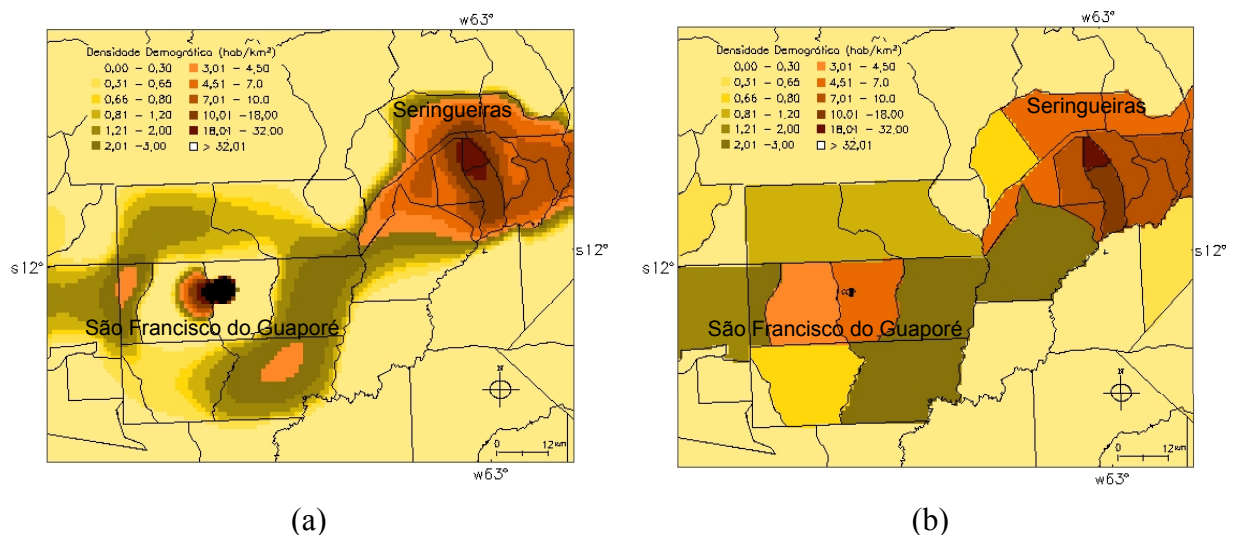 w63°
Densidade Demogrática (hab/km²)
0,00 – 0,30 3,01 – 4,50
0,31 – 0,65 4,51 – 7.0
0,66 – 0,80 7,01 – 10.0
0,81 – 1,20 10,01 –18,00
1,21 – 2,00 18,01 – 32,00
2,01 –3,00 > 32,01
Seringueiras
s12°
s12°
São Francisco do Guaporé
N
0 12km
w63°
(a)
w63°
Densidade Demogrática (hab/km²)
0,00 – 0,30 3,01 – 4,50
0,31 – 0,65 4,51 – 7.0
0,66 – 0,80 7,01 – 10.0
0,81 – 1,20 10,01 –18,00
1,21 – 2,00 18,01 – 32,00
2,01 –3,00 > 32,01
Seringueiras
s12°
s12°
São Francisco do Guaporé
N
0 12km
w63°
(b)